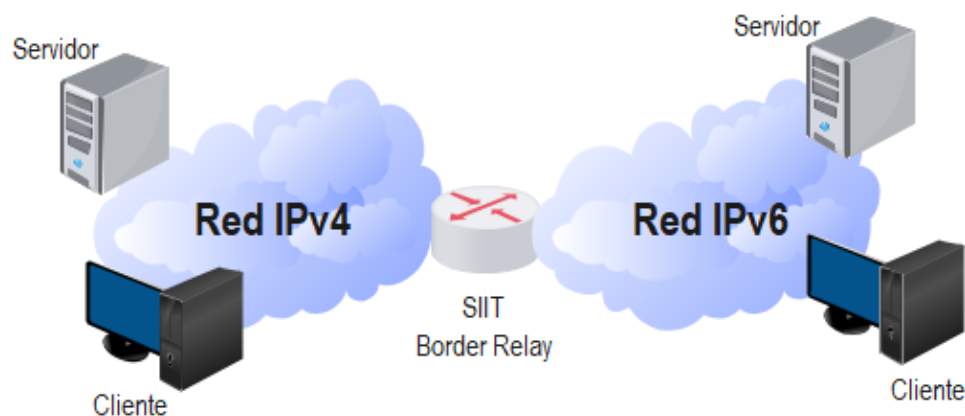 Servidor
Servidor
Red IPv4
Red IPv6
SIIT
Border Relay
Cliente
Cliente